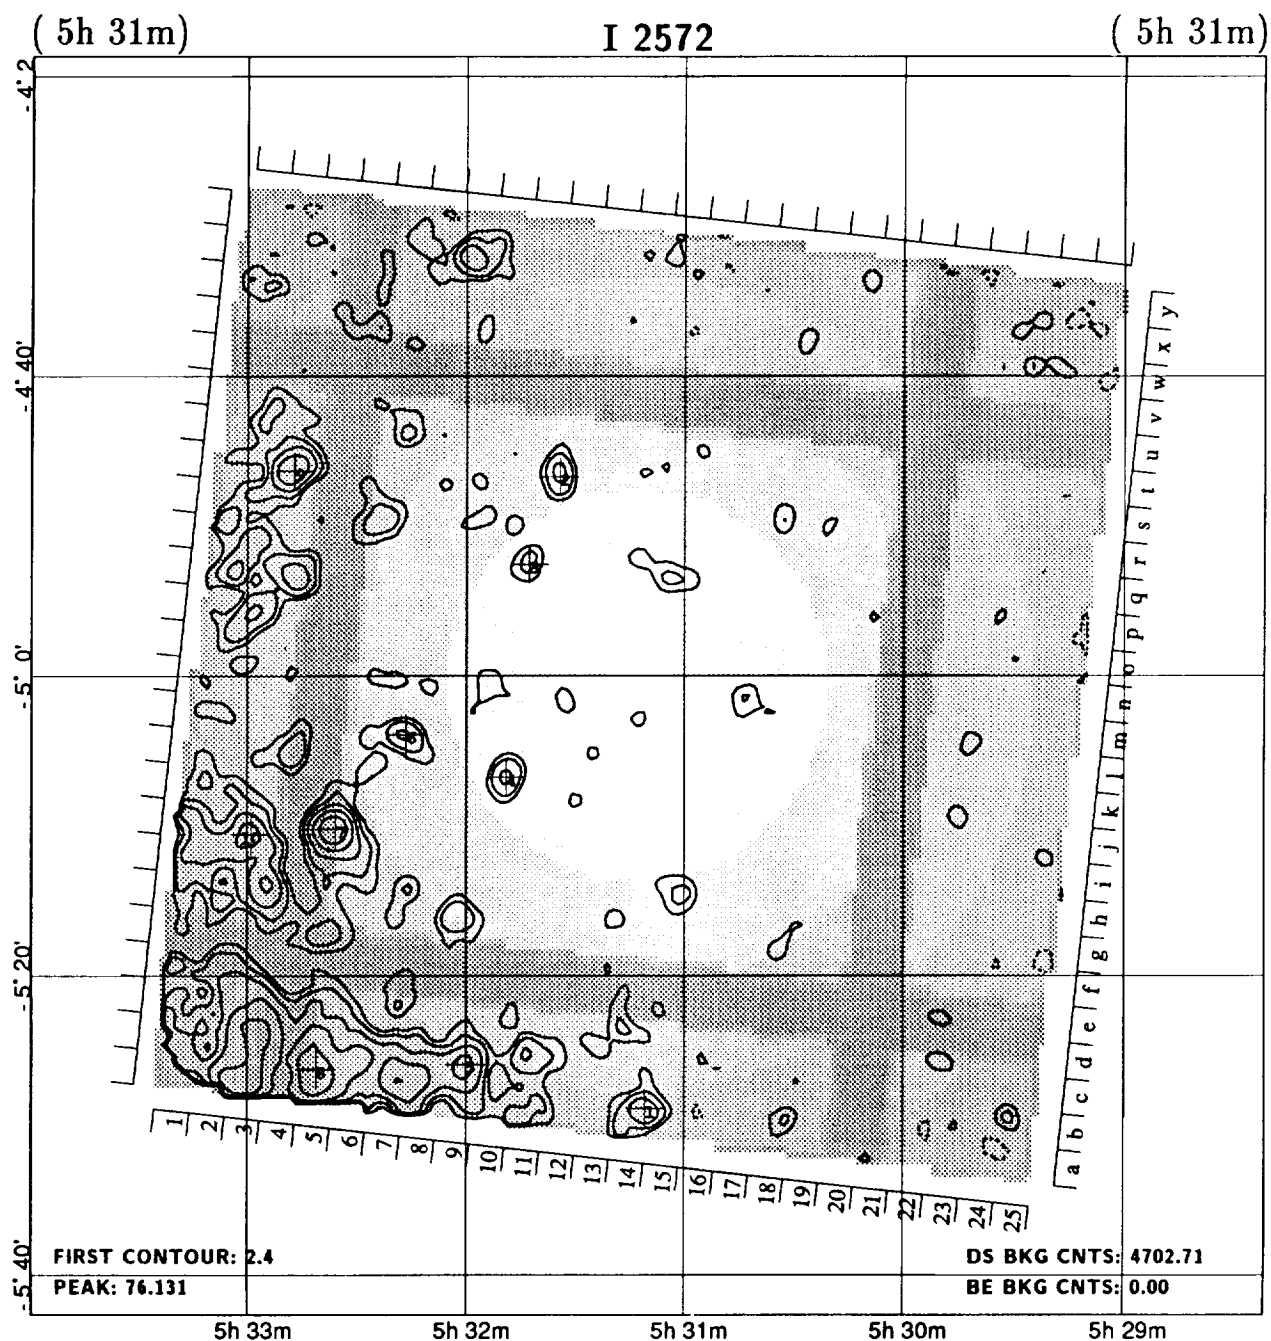 ( 5h 31m) I 2572 ( 5h 31m)
-4° 2
-4° 40'
-5° 0'
-5° 20'
-5° 40'
y
x
w
v
u
t
s
r
q
p
o
n
m
l
k
j
i
h
g
f
e
d
c
b
a
1 2 3 4 5 6 7 8 9 10 11 12 13 14 15 16 17 18 19 20 21 22 23 24 25
FIRST CONTOUR: 2.4 DS BKG CNTS: 4702.71
PEAK: 76.131 BE BKG CNTS: 0.00
5h 33m 5h 32m 5h 31m 5h 30m 5h 29m